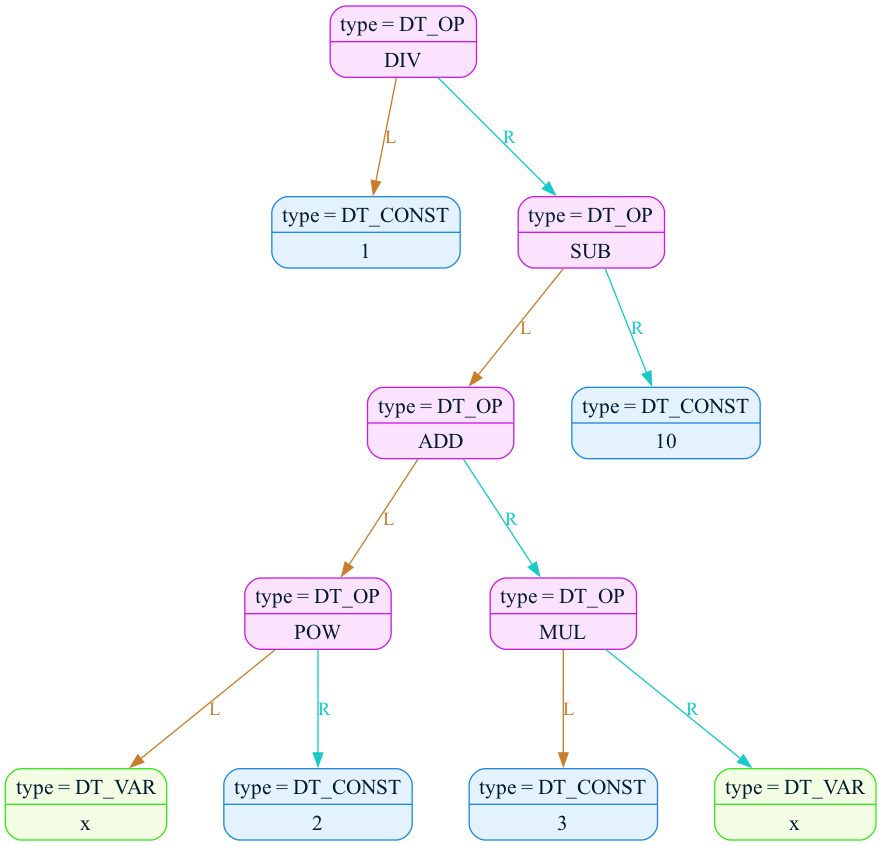 type = DT_OP
DIV
L
R
type = DT_CONST
1
type = DT_OP
SUB
L
R
type = DT_OP
ADD
type = DT_CONST
10
L
R
type = DT_OP
POW
type = DT_OP
MUL
L
R
L
R
type = DT_VAR
x
type = DT_CONST
2
type = DT_CONST
3
type = DT_VAR
x